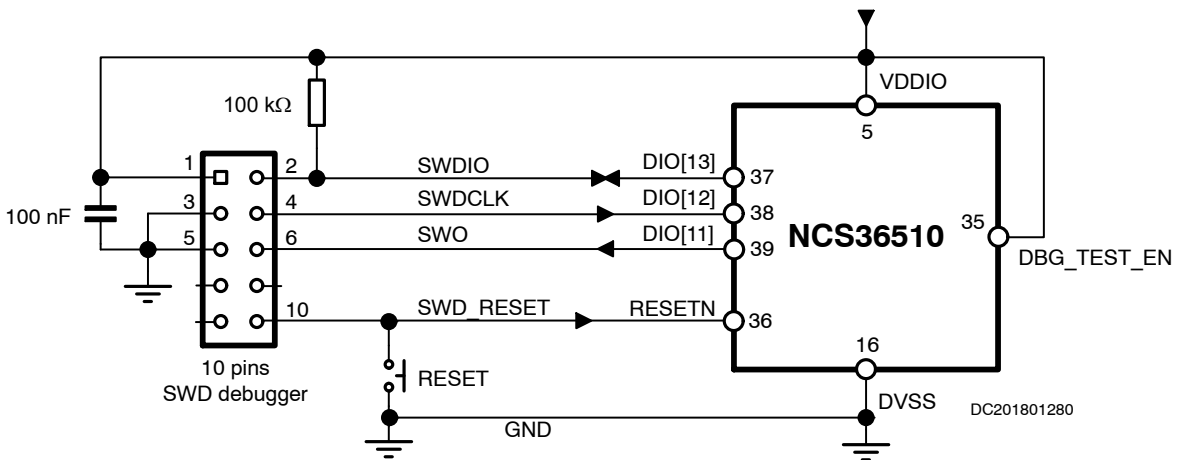 VDDIO
5
100 kΩ
1
2
SWDIO
DIO[13]
37
3
4
SWDCLK
DIO[12]
38
100 nF
5
6
SWO
DIO[11]
39
NCS36510
35
DBG_TEST_EN
10
SWD_RESET
RESETN
36
10 pins
SWD debugger
RESET
16
DVSS
GND
DC201801280